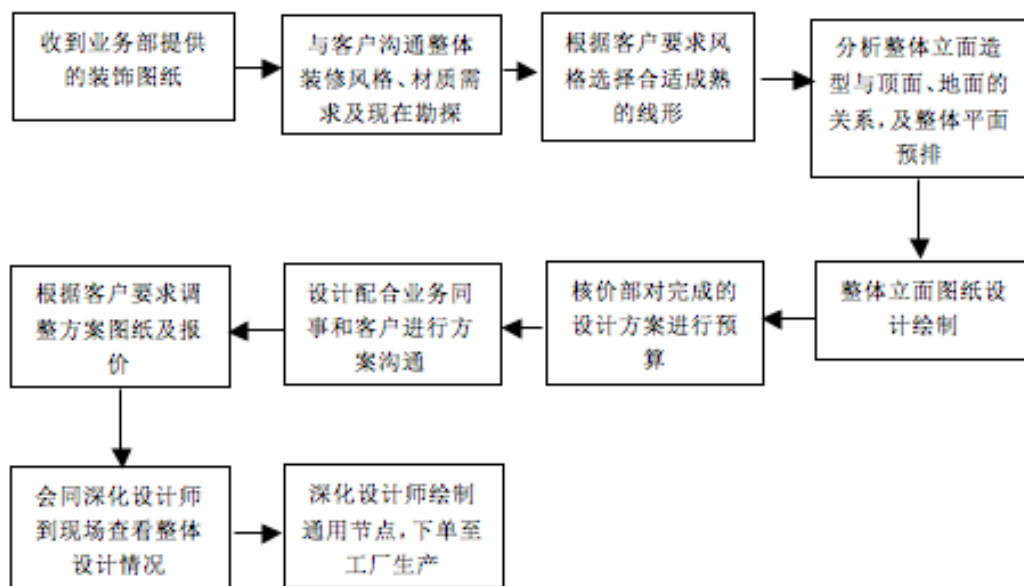 收到业务部提供
的装饰图纸
与客户沟通整体
装修风格、材质需
求及现在勘探
根据客户要求风
格选择合适成熟
的线形
分析整体立面造
型与顶面、地面的
关系,及整体平面
预排
整体立面图纸设
计绘制
核价部对完成的
设计方案进行预
算
设计配合业务同
事和客户进行方
案沟通
根据客户要求调
整方案图纸及报
价
会同深化设计师
到现场查看整体
设计情况
深化设计师绘制
通用节点,下单至
工厂生产